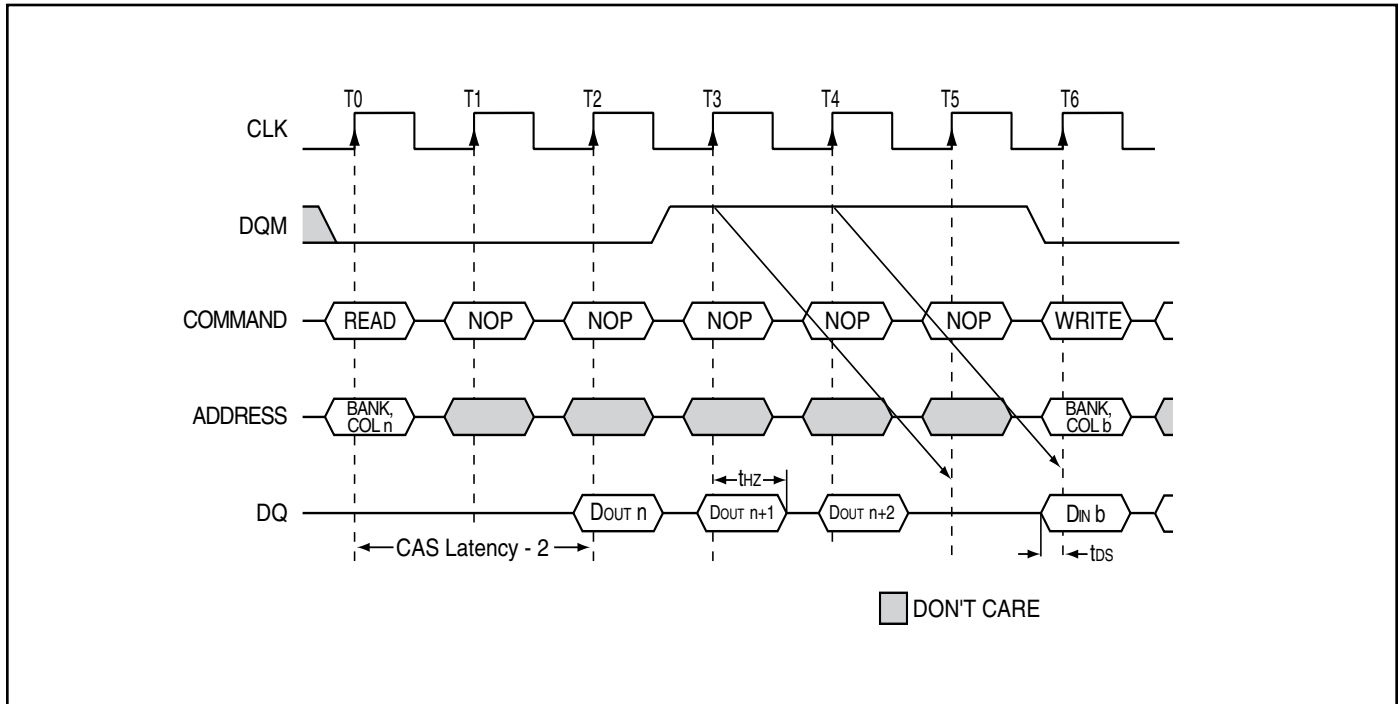 T0 T1 T2 T3 T4 T5 T6
CLK
DQM
COMMAND READ NOP NOP NOP NOP NOP WRITE
ADDRESS BANK, COL n BANK, COL b
tHZ
DQ DOUT n DOUT n+1 DOUT n+2 DIN b
CAS Latency - 2 tDS
DON'T CARE